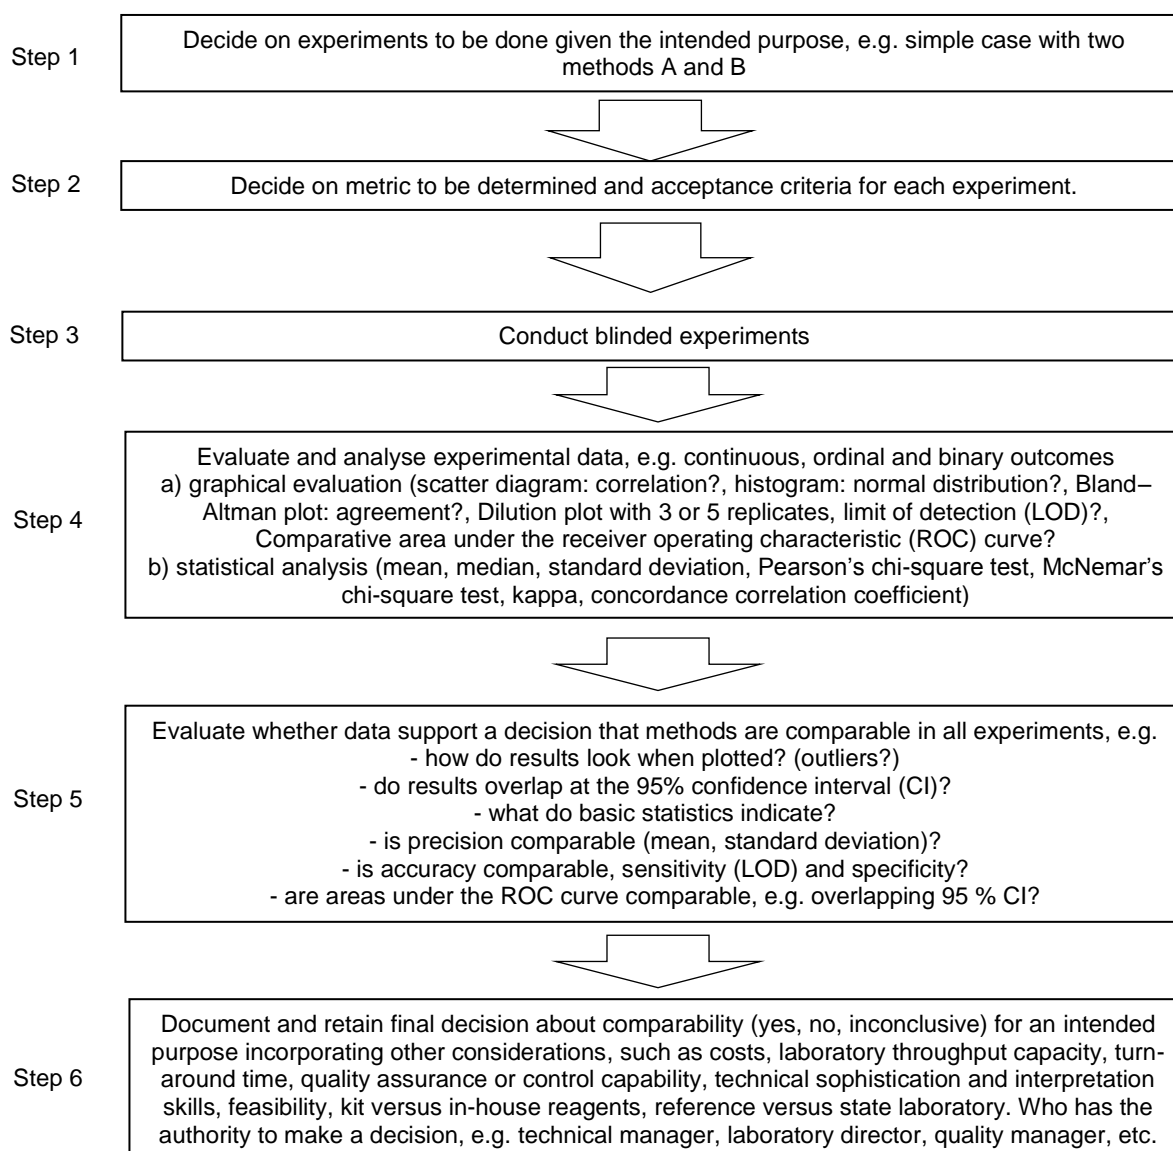 Step 1
Decide on experiments to be done given the intended purpose, e.g. simple case with two
methods A and B
Step 2
Decide on metric to be determined and acceptance criteria for each experiment.
Step 3
Conduct blinded experiments
Step 4
Evaluate and analyse experimental data, e.g. continuous, ordinal and binary outcomes
a) graphical evaluation (scatter diagram: correlation?, histogram: normal distribution?, Bland–
Altman plot: agreement?, Dilution plot with 3 or 5 replicates, limit of detection (LOD)?,
Comparative area under the receiver operating characteristic (ROC) curve?
b) statistical analysis (mean, median, standard deviation, Pearson's chi-square test, McNemar's
chi-square test, kappa, concordance correlation coefficient)
Step 5
Evaluate whether data support a decision that methods are comparable in all experiments, e.g.
- how do results look when plotted? (outliers?)
- do results overlap at the 95% confidence interval (CI)?
- what do basic statistics indicate?
- is precision comparable (mean, standard deviation)?
- is accuracy comparable, sensitivity (LOD) and specificity?
- are areas under the ROC curve comparable, e.g. overlapping 95 % CI?
Step 6
Document and retain final decision about comparability (yes, no, inconclusive) for an intended
purpose incorporating other considerations, such as costs, laboratory throughput capacity, turn-
around time, quality assurance or control capability, technical sophistication and interpretation
skills, feasibility, kit versus in-house reagents, reference versus state laboratory. Who has the
authority to make a decision, e.g. technical manager, laboratory director, quality manager, etc.